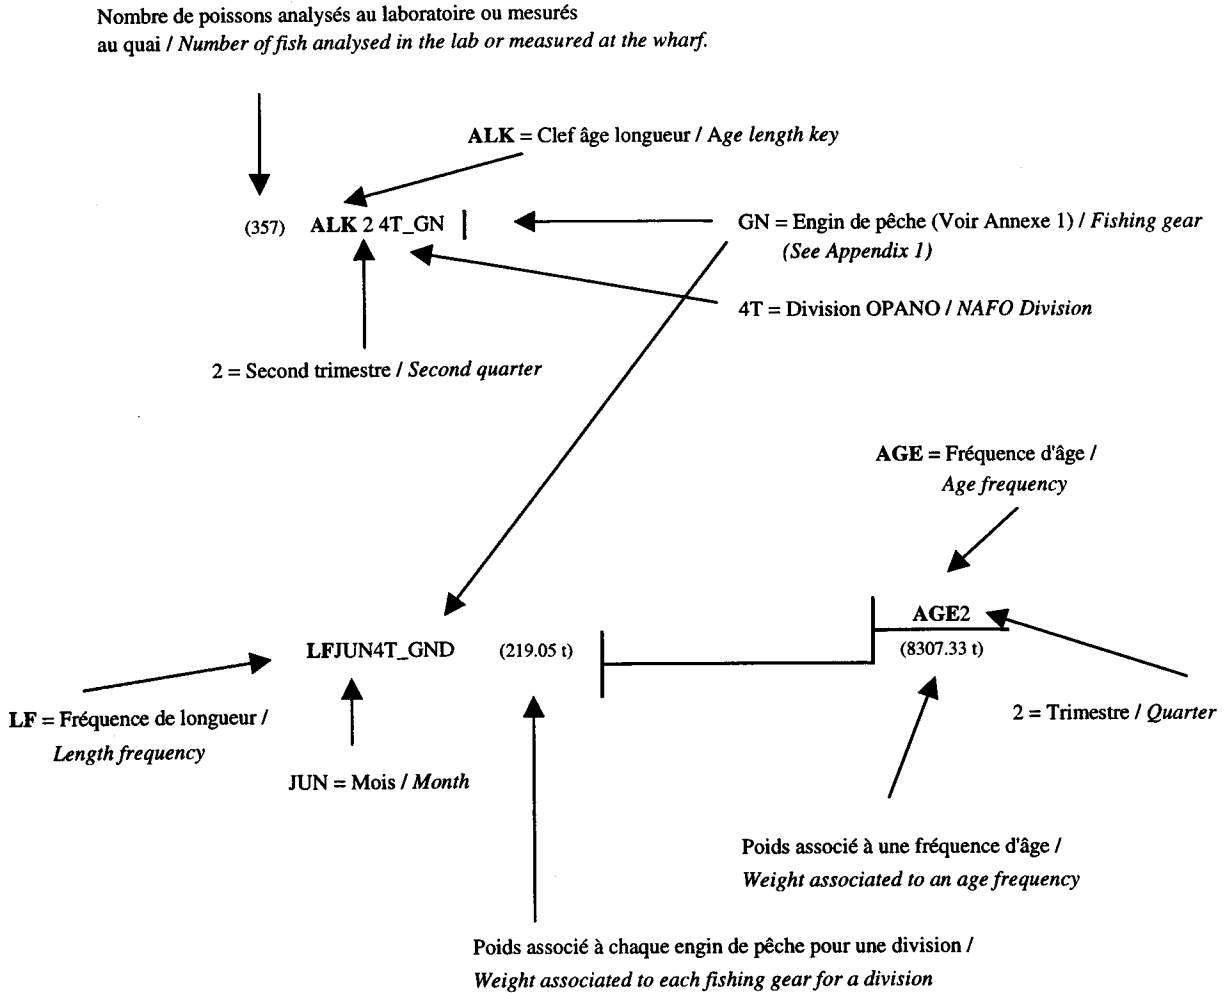 Nombre de poissons analysés au laboratoire ou mesurés
au quai / Number of fish analysed in the lab or measured at the wharf.
ALK = Clef âge longueur / Age length key
(357) ALK 2 4T_GN
GN = Engin de pêche (Voir Annexe 1) / Fishing gear
(See Appendix 1)
4T = Division OPANO / NAFO Division
2 = Second trimestre / Second quarter
AGE = Fréquence d'âge /
Age frequency
AGE2
(8307.33 t)
LFJUN4T_GND (219.05 t)
LF = Fréquence de longueur /
Length frequency
2 = Trimestre / Quarter
JUN = Mois / Month
Poids associé à une fréquence d'âge /
Weight associated to an age frequency
Poids associé à chaque engin de pêche pour une division /
Weight associated to each fishing gear for a division